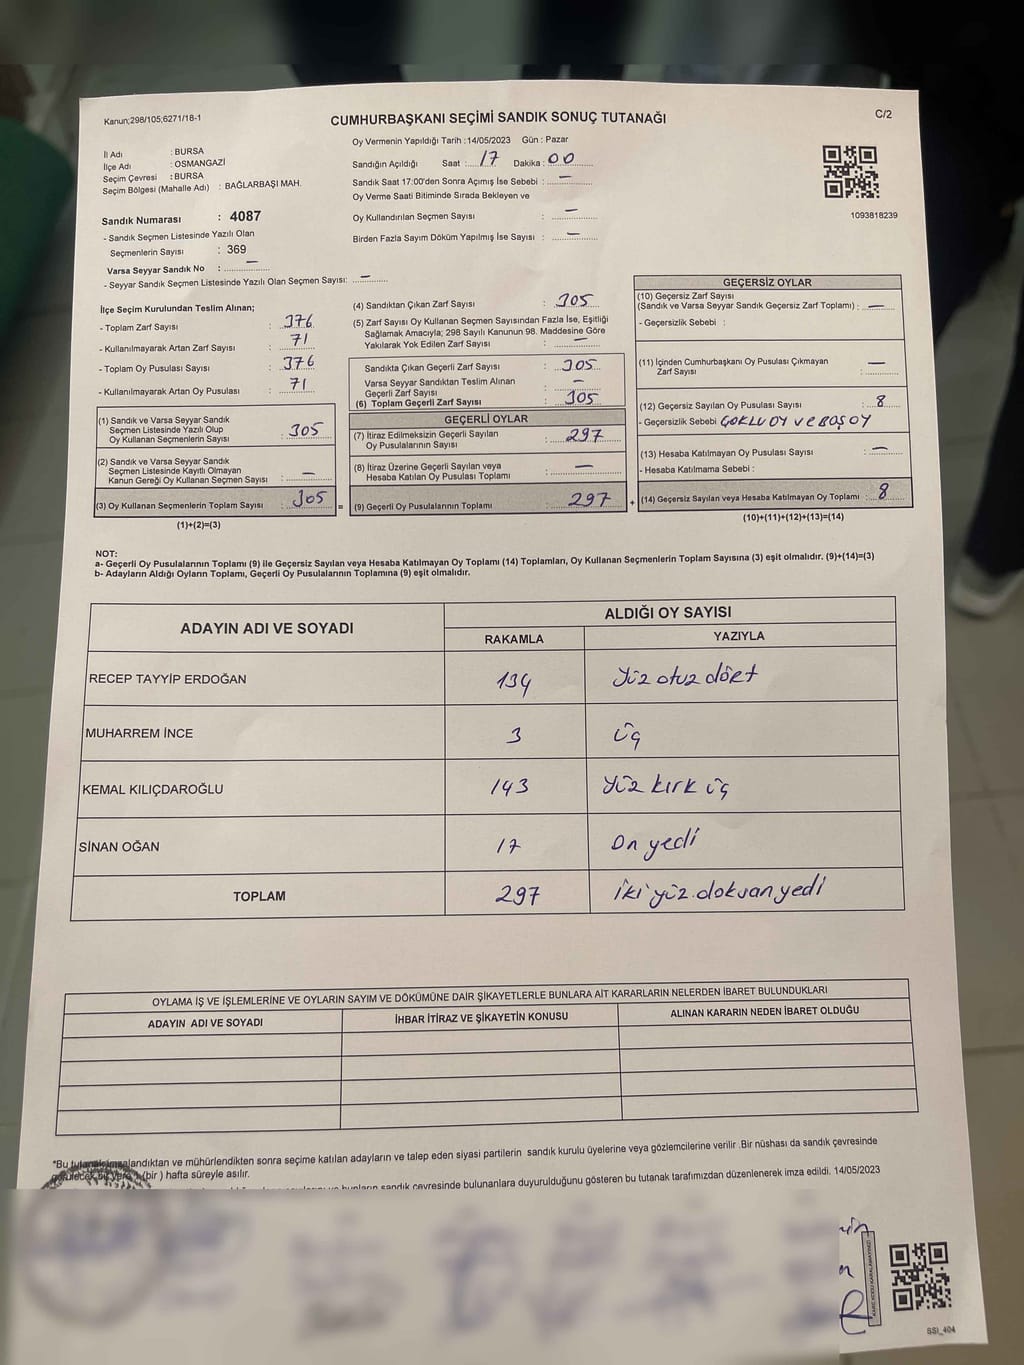 Kanun;298/105;6271/18-1
CUMHURBAŞKANI SEÇİMİ SANDIK SONUÇ TUTANAĞI
C/2
İl Adı : BURSA
İlçe Adı : OSMANGAZİ
Seçim Çevresi : BURSA
Seçim Bölgesi (Mahalle Adı) : BAĞLARBAŞI MAH.
Sandık Numarası : 4087
- Sandık Seçmen Listesinde Yazılı Olan
Seçmenlerin Sayısı : 369
Varsa Seyyar Sandık No : —
- Seyyar Sandık Seçmen Listesinde Yazılı Olan Seçmen Sayısı: —
Oy Vermenin Yapıldığı Tarih : 14/05/2023 Gün : Pazar
Sandığın Açıldığı Saat : 17 Dakika : 00
Sandık Saat 17:00'den Sonra Açımış İse Sebebi : —
Oy Verme Saati Bitiminde Sırada Bekleyen ve
Oy Kullandırılan Seçmen Sayısı : —
Birden Fazla Sayım Döküm Yapılmış İse Sayısı : —
1093818239
İlçe Seçim Kurulundan Teslim Alınan;
- Toplam Zarf Sayısı : 376
- Kullanılmayarak Artan Zarf Sayısı : 71
- Toplam Oy Pusulası Sayısı : 376
- Kullanılmayarak Artan Oy Pusulası : 71
(1) Sandık ve Varsa Seyyar Sandık
Seçmen Listesinde Yazılı Olup
Oy Kullanan Seçmenlerin Sayısı : 305
(2) Sandık ve Varsa Seyyar Sandık
Seçmen Listesinde Kayıtlı Olmayan
Kanun Gereği Oy Kullanan Seçmen Sayısı : —
(3) Oy Kullanan Seçmenlerin Toplam Sayısı : 305
(1)+(2)=(3)
(4) Sandıktan Çıkan Zarf Sayısı : 305
(5) Zarf Sayısı Oy Kullanan Seçmen Sayısından Fazla İse, Eşitliği
Sağlamak Amacıyla; 298 Sayılı Kanunun 98. Maddesine Göre
Yakılarak Yok Edilen Zarf Sayısı : —
Sandıkta Çıkan Geçerli Zarf Sayısı : 305
Varsa Seyyar Sandıktan Teslim Alınan
Geçerli Zarf Sayısı : —
(6) Toplam Geçerli Zarf Sayısı : 305
GEÇERLİ OYLAR
(7) İtiraz Edilmeksizin Geçerli Sayılan
Oy Pusulasının Sayısı : 297
(8) İtiraz Üzerine Geçerli Sayılan veya
Hesaba Katılan Oy Pusulası Toplamı : —
= (9) Geçerli Oy Pusulalarının Toplamı : 297 +
GEÇERSİZ OYLAR
(10) Geçersiz Zarf Sayısı
(Sandık ve Varsa Seyyar Sandık Geçersiz Zarf Toplamı) : —
- Geçersizlik Sebebi :
(11) İçinden Cumhurbaşkanı Oy Pusulası Çıkmayan
Zarf Sayısı : —
(12) Geçersiz Sayılan Oy Pusulası Sayısı : 8
- Geçersizlik Sebebi ÇOKLU OY VE BOŞ OY
(13) Hesaba Katılmayan Oy Pusulası Sayısı : —
- Hesaba Katılmama Sebebi :
(14) Geçersiz Sayılan veya Hesaba Katılmayan Oy Toplamı : 8
(10)+(11)+(12)+(13)=(14)
NOT:
a- Geçerli Oy Pusulalarının Toplamı (9) ile Geçersiz Sayılan veya Hesaba Katılmayan Oy Toplamı (14) Toplamları, Oy Kullanan Seçmenlerin Toplam Sayısına (3) eşit olmalıdır. (9)+(14)=(3)
b- Adayların Aldığı Oyların Toplamı, Geçerli Oy Pusulalarının Toplamına (9) eşit olmalıdır.
ADAYIN ADI VE SOYADI
ALDIĞI OY SAYISI
RAKAMLA YAZIYLA
RECEP TAYYİP ERDOĞAN 134 Yüz otuz dört
MUHARREM İNCE 3 üç
KEMAL KILIÇDAROĞLU 143 Yüz kırk üç
SİNAN OĞAN 17 On yedi
TOPLAM 297 İki yüz doksan yedi
OYLAMA İŞ VE İŞLEMLERİNE VE OYLARIN SAYIM VE DÖKÜMÜNE DAİR ŞİKAYETLERLE BUNLARA AİT KARARLARIN NELERDEN İBARET BULUNDUKLARI
ADAYIN ADI VE SOYADI İHBAR İTİRAZ VE ŞİKAYETİN KONUSU ALINAN KARARIN NEDEN İBARET OLDUĞU
"Bu tutanak imzalandıktan ve mühürlendikten sonra seçime katılan adayların ve talep eden siyasi partilerin sandık kurulu üyelerine veya gözlemcilerine verilir .Bir nüshası da sandık çevresinde
görülecek bir yere 1 (bir ) hafta süreyle asılır.
bunların sandık çevresinde bulunanlara duyurulduğunu gösteren bu tutanak tarafımızdan düzenlenerek imza edildi. 14/05/2023
KARE KODU KARALAMAYINIZ
SSI_404